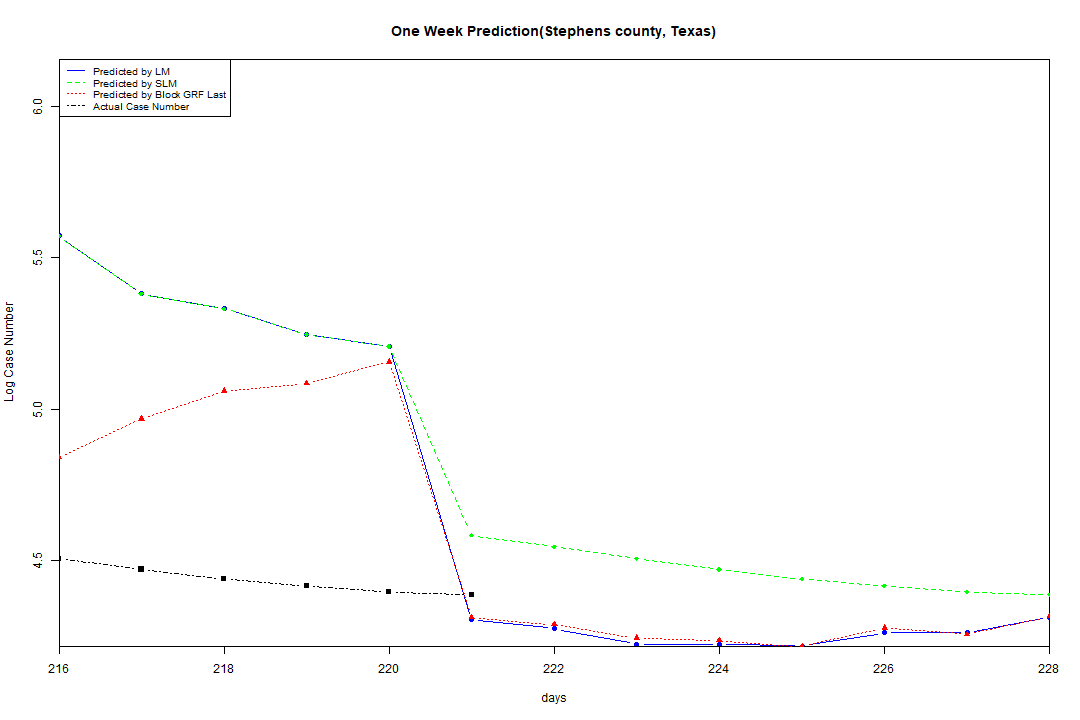 One Week Prediction(Stephens county, Texas)
Predicted by LM
Predicted by SLM
Predicted by Block GRF Last
Actual Case Number
6.0
5.5
5.0
4.5
Log Case Number
216 218 220 222 224 226 228
days